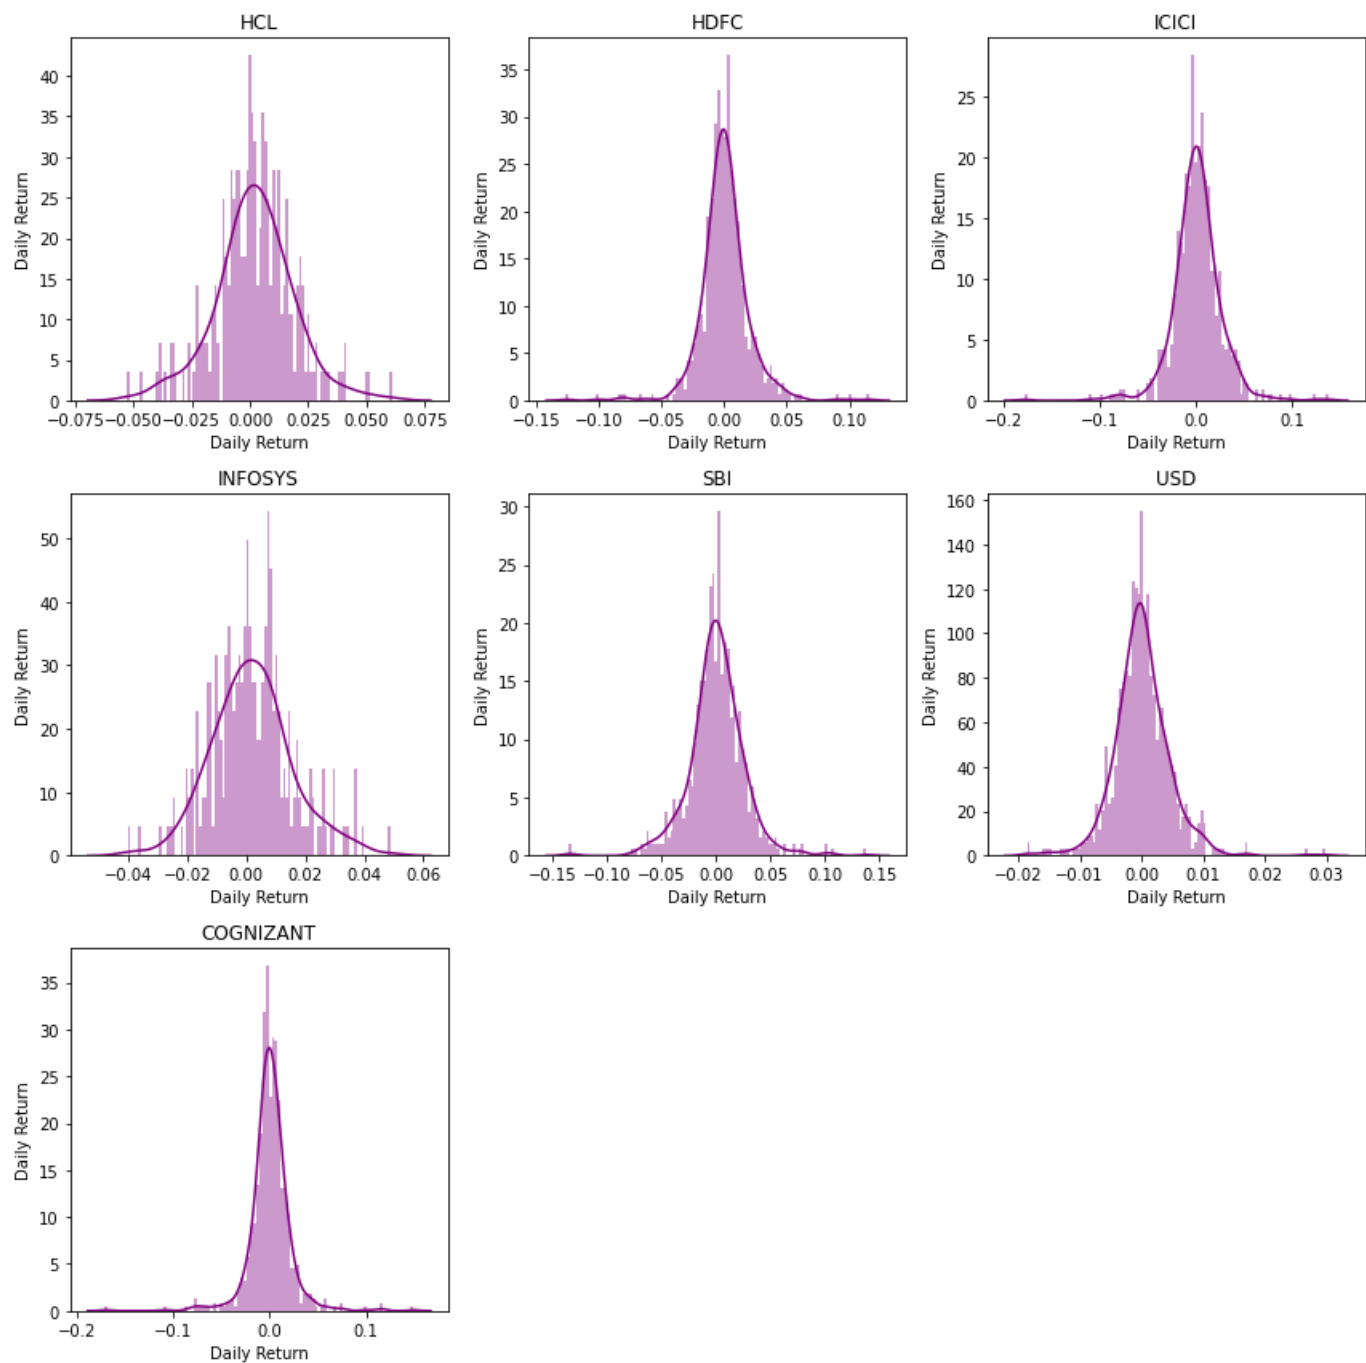 HCL
HDFC
ICICI
40
35
30
25
20
15
10
5
0
Daily Return
−0.075 −0.050 −0.025 0.000 0.025 0.050 0.075
Daily Return
35
30
25
20
15
10
5
0
Daily Return
−0.15 −0.10 −0.05 0.00 0.05 0.10
Daily Return
25
20
15
10
5
0
Daily Return
−0.2 −0.1 0.0 0.1
Daily Return
INFOSYS
SBI
USD
50
40
30
20
10
0
Daily Return
−0.04 −0.02 0.00 0.02 0.04 0.06
Daily Return
30
25
20
15
10
5
0
Daily Return
−0.15 −0.10 −0.05 0.00 0.05 0.10 0.15
Daily Return
160
140
120
100
80
60
40
20
0
Daily Return
−0.02 −0.01 0.00 0.01 0.02 0.03
Daily Return
COGNIZANT
35
30
25
20
15
10
5
0
Daily Return
−0.2 −0.1 0.0 0.1
Daily Return